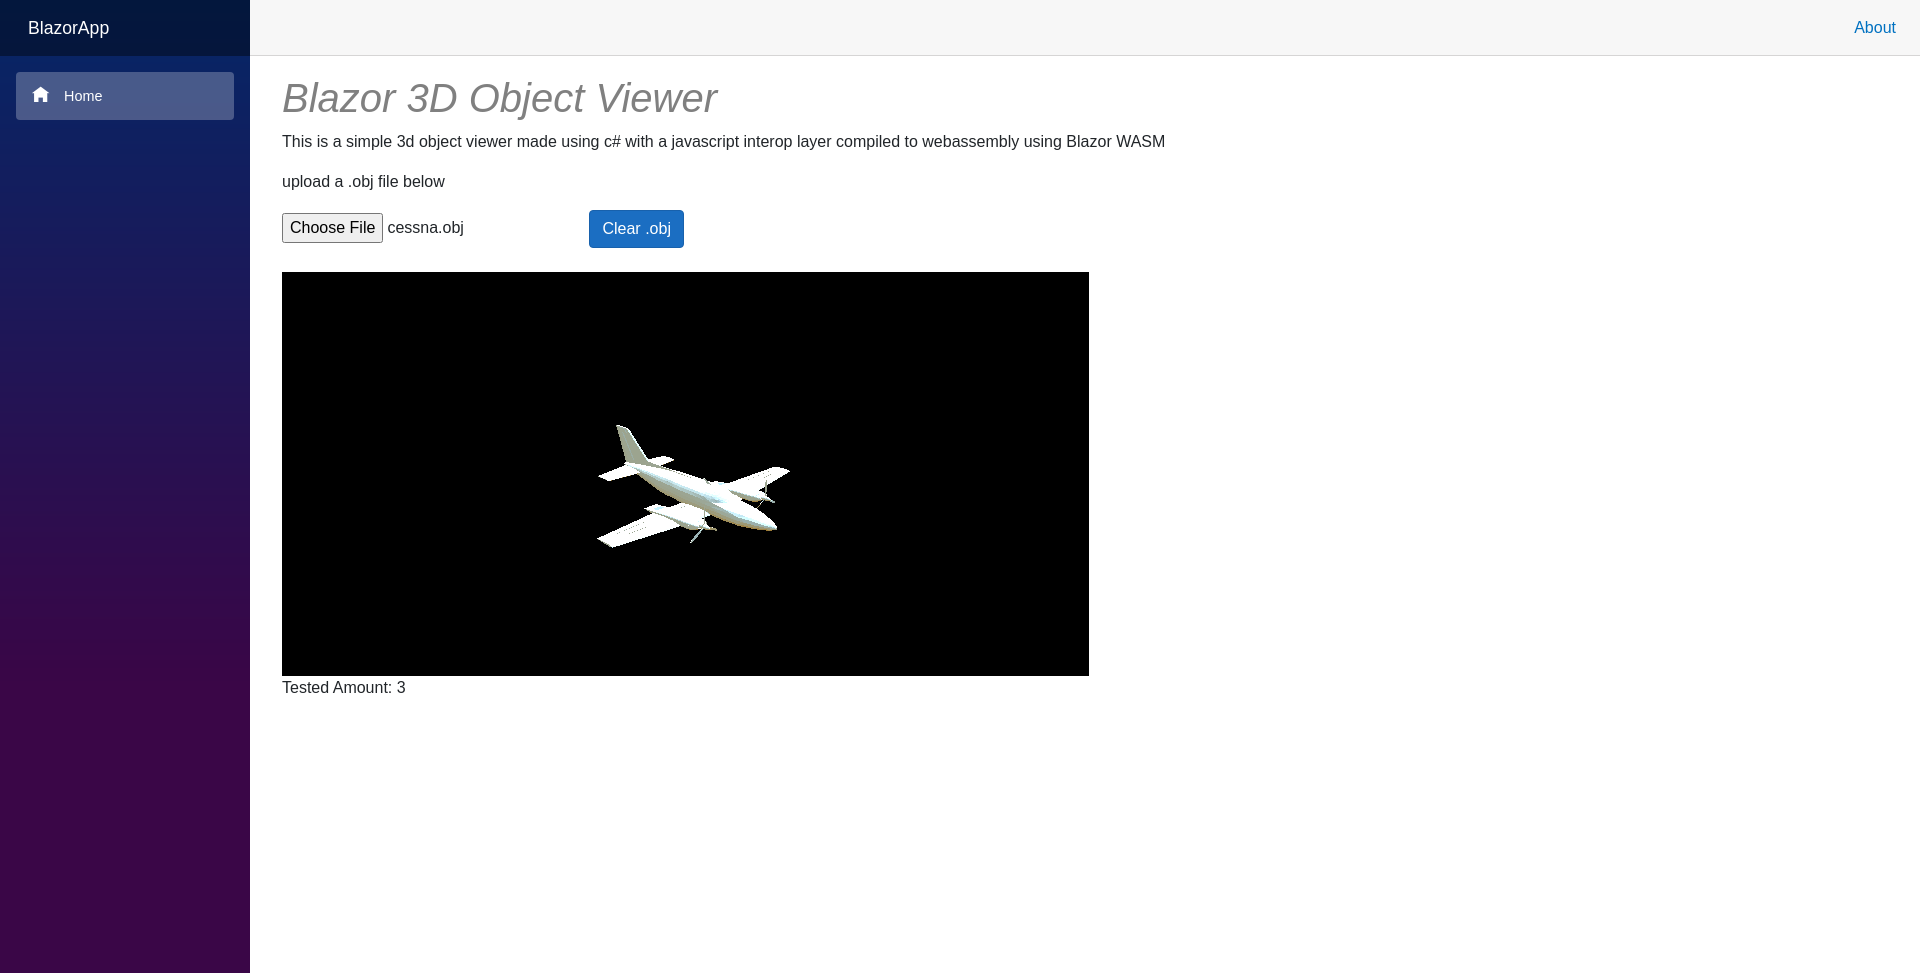 BlazorApp
About
Home
Blazor 3D Object Viewer
This is a simple 3d object viewer made using c# with a javascript interop layer compiled to webassembly using Blazor WASM
upload a .obj file below
Choose File cessna.obj
Clear .obj
Tested Amount: 3